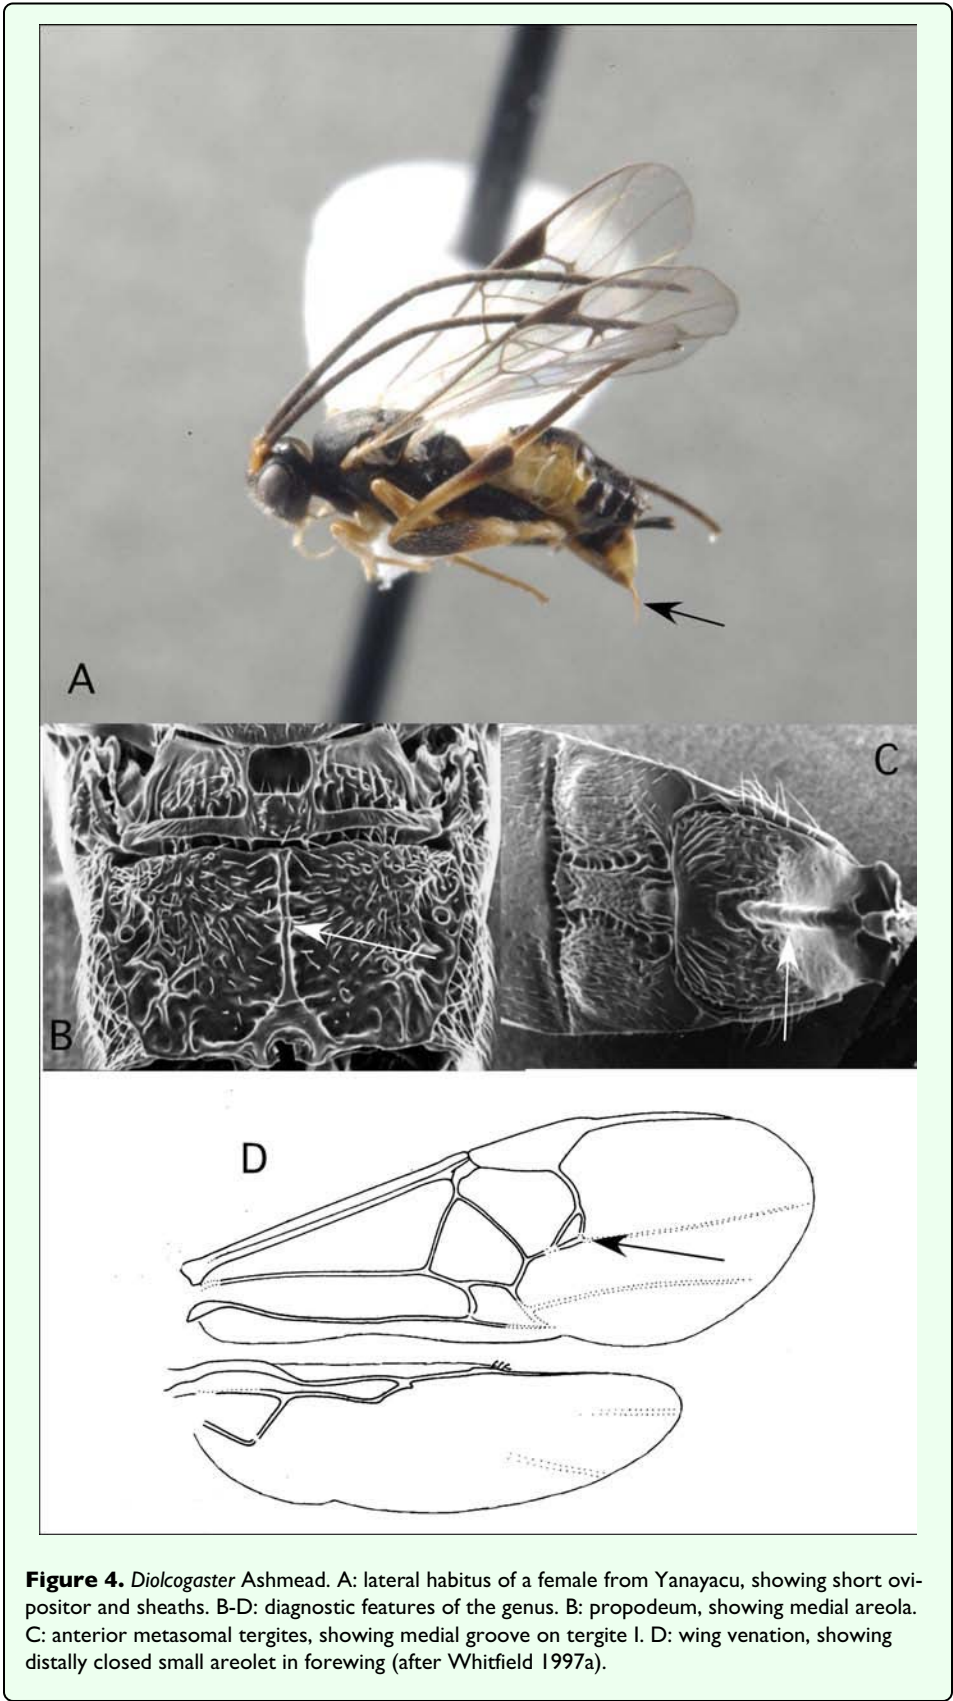 A
B
C
D
Figure 4. Diolcogaster Ashmead. A: lateral habitus of a female from Yanayacu, showing short ovi-
positor and sheaths. B-D: diagnostic features of the genus. B: propodeum, showing medial areola.
C: anterior metasomal tergites, showing medial groove on tergite I. D: wing venation, showing
distally closed small areolet in forewing (after Whitfield 1997a).